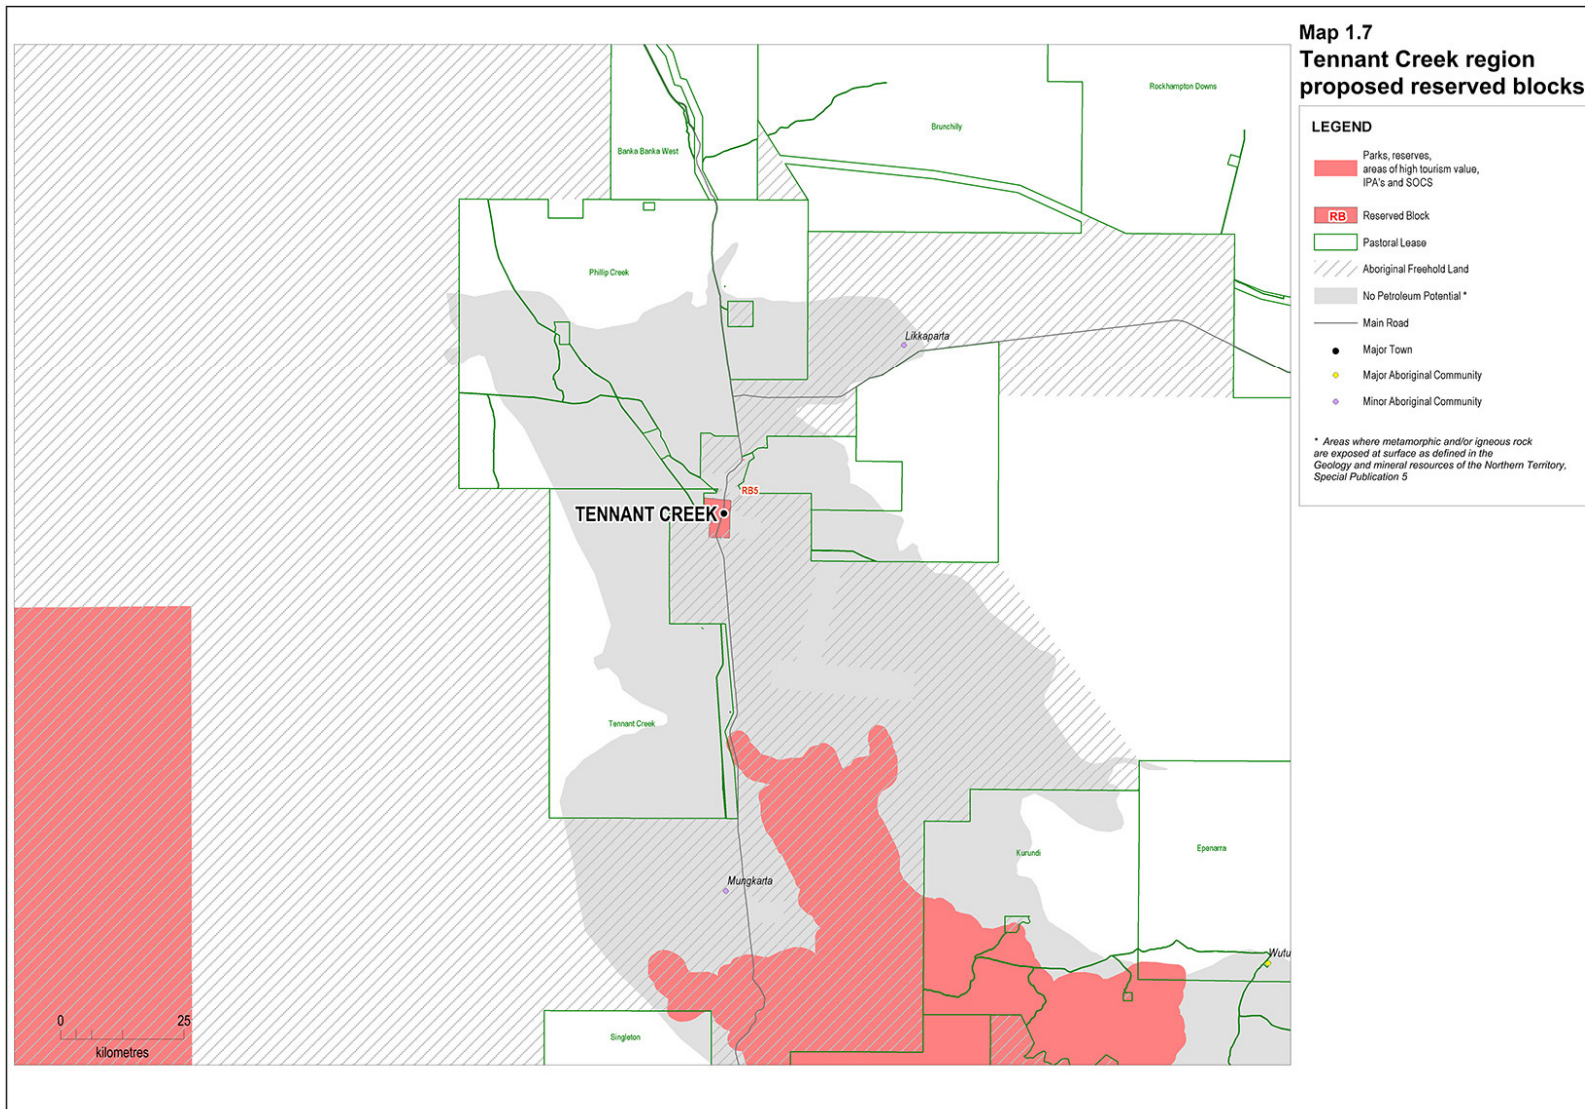 Map 1.7
Tennant Creek region
proposed reserved blocks
LEGEND
Parks, reserves,
areas of high tourism value,
IPA's and SOCS
RB Reserved Block
Pastoral Lease
Aboriginal Freehold Land
No Petroleum Potential *
Main Road
Major Town
Major Aboriginal Community
Minor Aboriginal Community
* Areas where metamorphic and/or igneous rock
are exposed at surface as defined in the
Geology and mineral resources of the Northern Territory,
Special Publication 5
Rockhampton Downs
Brunchilly
Banka Banka West
Phillip Creek
Likkaparta
RB5
TENNANT CREEK
Tennant Creek
Kurundi
Epenarra
Mungkarta
Wutu
Singleton
0 25
kilometres